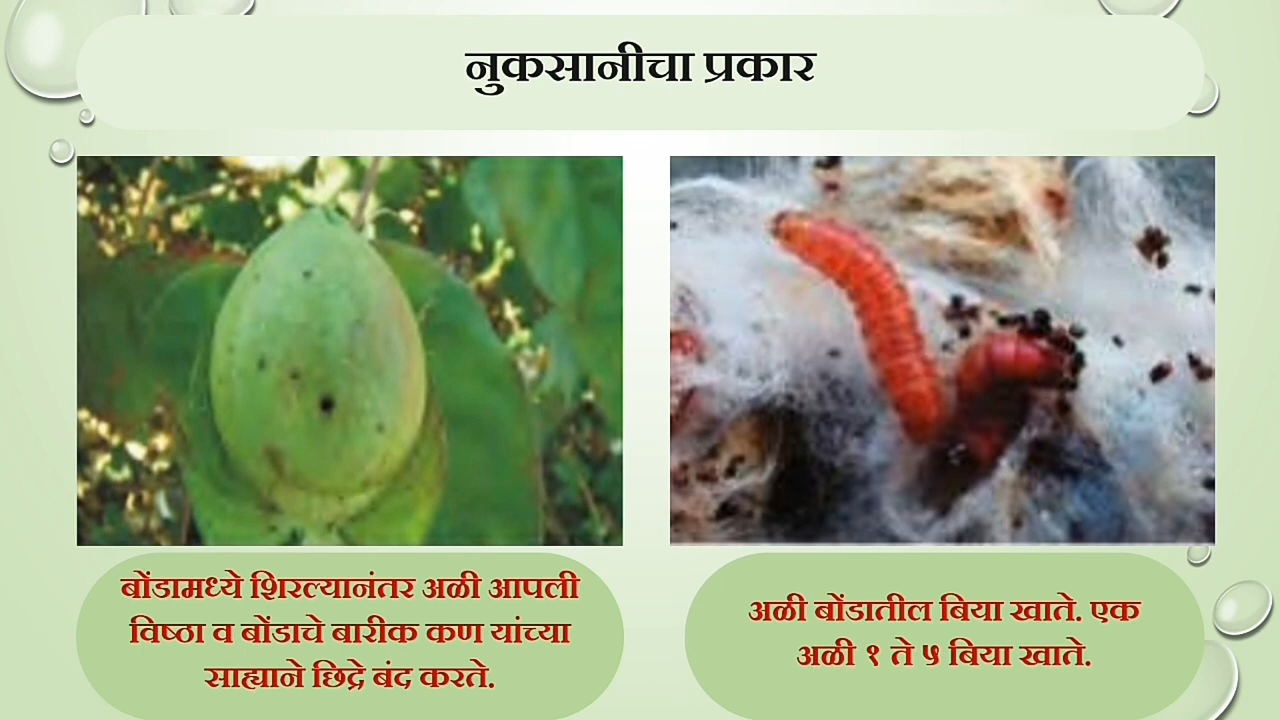 नुकसानीचा प्रकार
बोंडामध्ये शिरल्यानंतर अळी आपली
विष्ठा व बोंडाचे बारीक कण यांच्या
साह्याने छिद्रे बंद करते.
अळी बोंडातील बिया खाते. एक
अळी १ ते ५ बिया खाते.